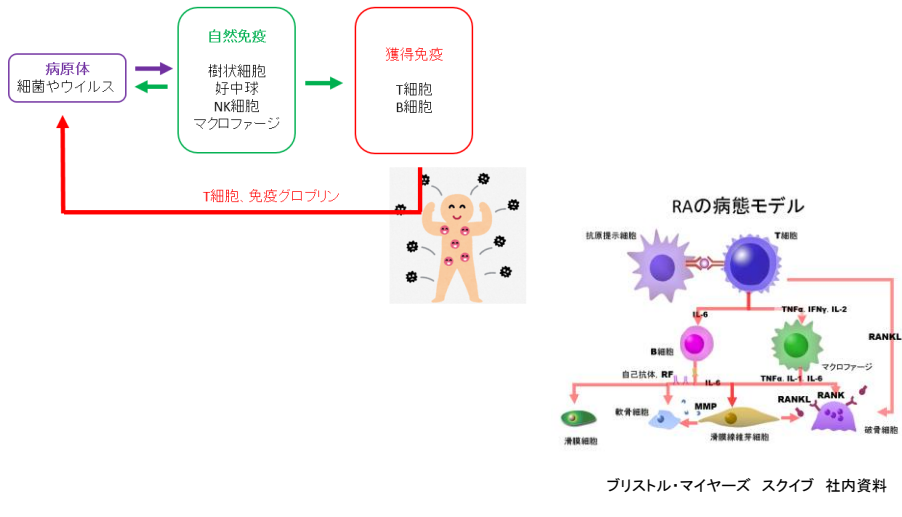 病原体
細菌やウイルス
自然免疫
樹状細胞
好中球
NK細胞
マクロファージ
獲得免疫
T細胞
B細胞
T細胞、免疫グロブリン
RAの病態モデル
抗原提示細胞
T細胞
IL-6
TNFα, IFNγ, IL-2
RANKL
B細胞
マクロファージ
自己抗体, RF
IL-6
TNFα, IL-1, IL-6
軟骨細胞
MMP
RANKL
RANK
滑膜細胞
滑膜線維芽細胞
破骨細胞
ブリストル・マイヤーズ スクイブ 社内資料